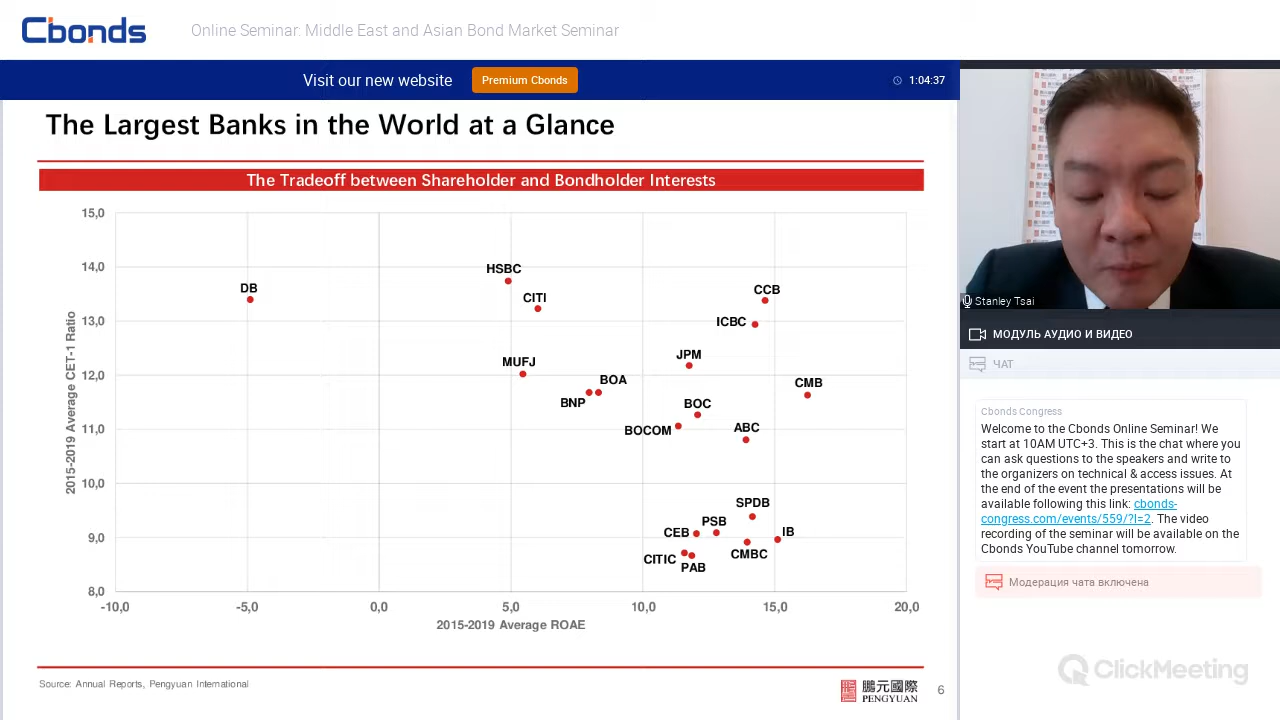 Cbonds
Online Seminar: Middle East and Asian Bond Market Seminar
Visit our new website
Premium Cbonds
1:04:37
The Largest Banks in the World at a Glance
The Tradeoff between Shareholder and Bondholder Interests
15,0
14,0
13,0
12,0
11,0
10,0
9,0
8,0
2015-2019 Average CET-1 Ratio
DB
HSBC
CITI
CCB
ICBC
MUFJ
JPM
BNP
BOA
CMB
BOC
BOCOM
ABC
SPDB
PSB
CEB
IB
CMBC
CITIC
PAB
-10,0
-5,0
0,0
5,0
10,0
15,0
20,0
2015-2019 Average ROAE
Source: Annual Reports, Pengyuan International
鵬元國際
PENGYUAN
6
Stanley Tsai
МОДУЛЬ АУДИО И ВИДЕО
ЧАТ
Cbonds Congress
Welcome to the Cbonds Online Seminar! We
start at 10AM UTC+3. This is the chat where you
can ask questions to the speakers and write to
the organizers on technical & access issues. At
the end of the event the presentations will be
available following this link: cbonds-
congress.com/events/559/?l=2. The video
recording of the seminar will be available on the
Cbonds YouTube channel tomorrow.
Модерация чата включена
ClickMeeting